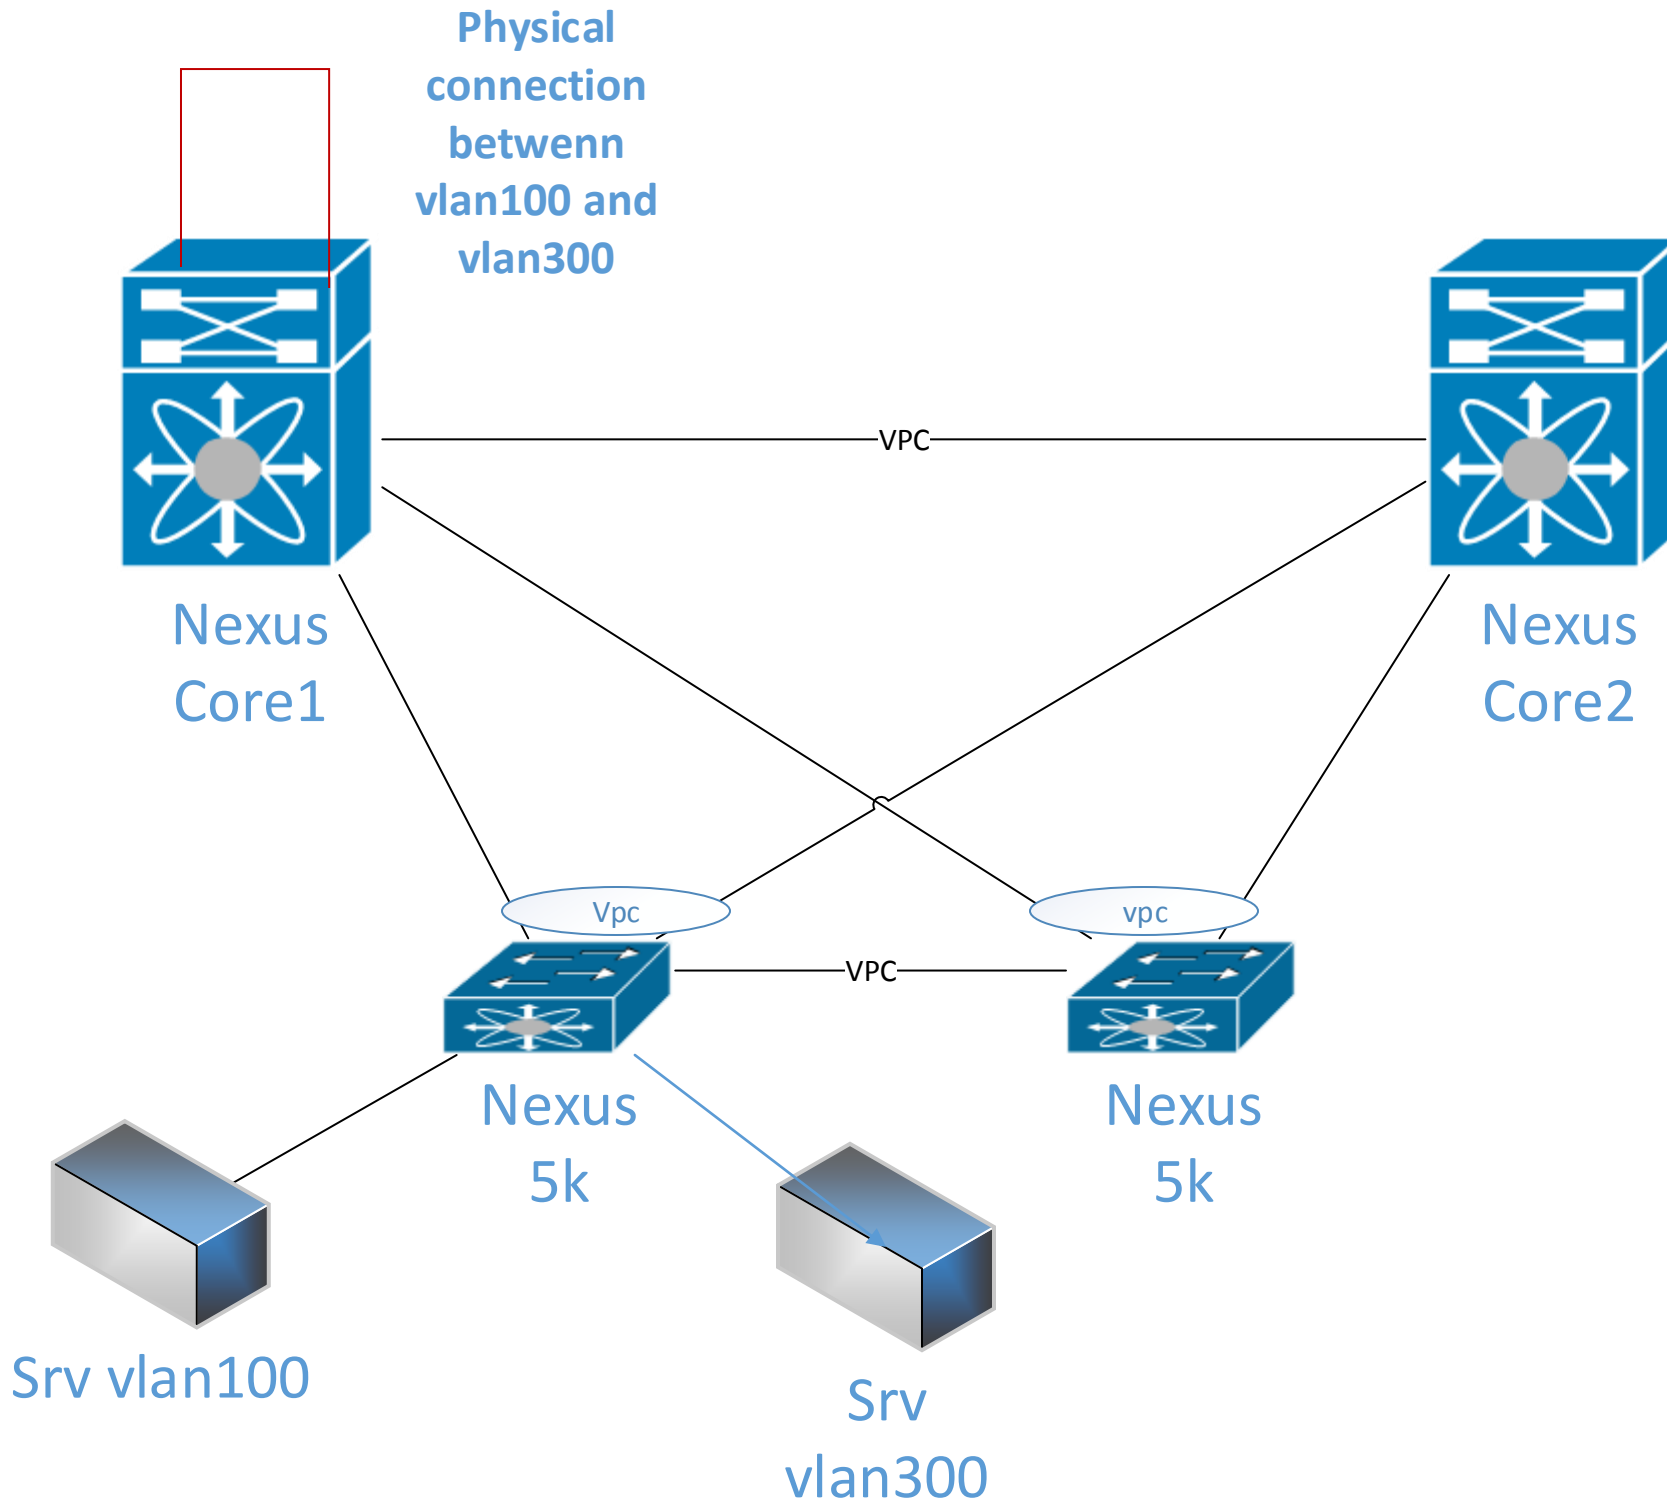 Physical
connection
betwenn
vlan100 and
vlan300
VPC
Nexus
Core1
Nexus
Core2
Vpc
vpc
VPC
Nexus
5k
Nexus
5k
Srv vlan100
Srv
vlan300